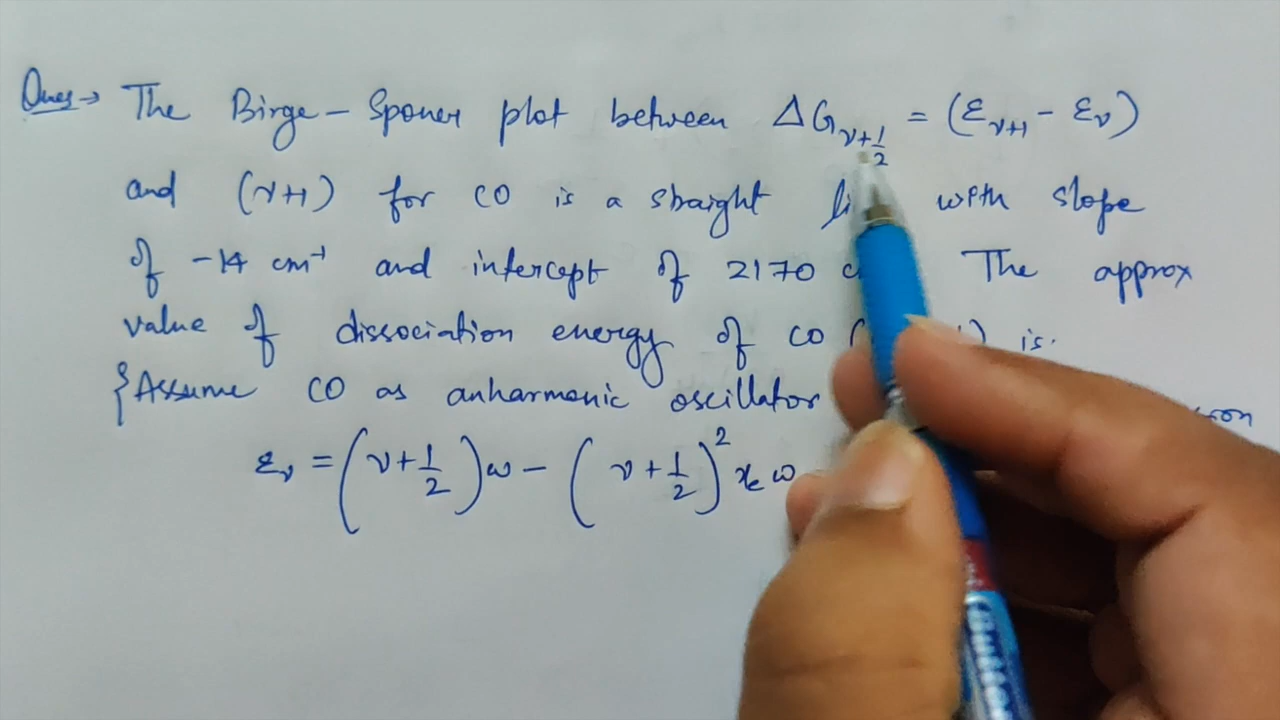 Ques→ The Birge - Sponer plot between ΔG_{v+1/2} = (ε_{v+1} - ε_v)
and (v+1) for CO is a straight with slope
of -14 cm⁻¹ and intercept of 2170 The approx
value of dissociation energy of CO is.
{Assume CO as anharmonic oscillator
ε_v = (v+1/2)ω - (v+1/2)² x_e ω